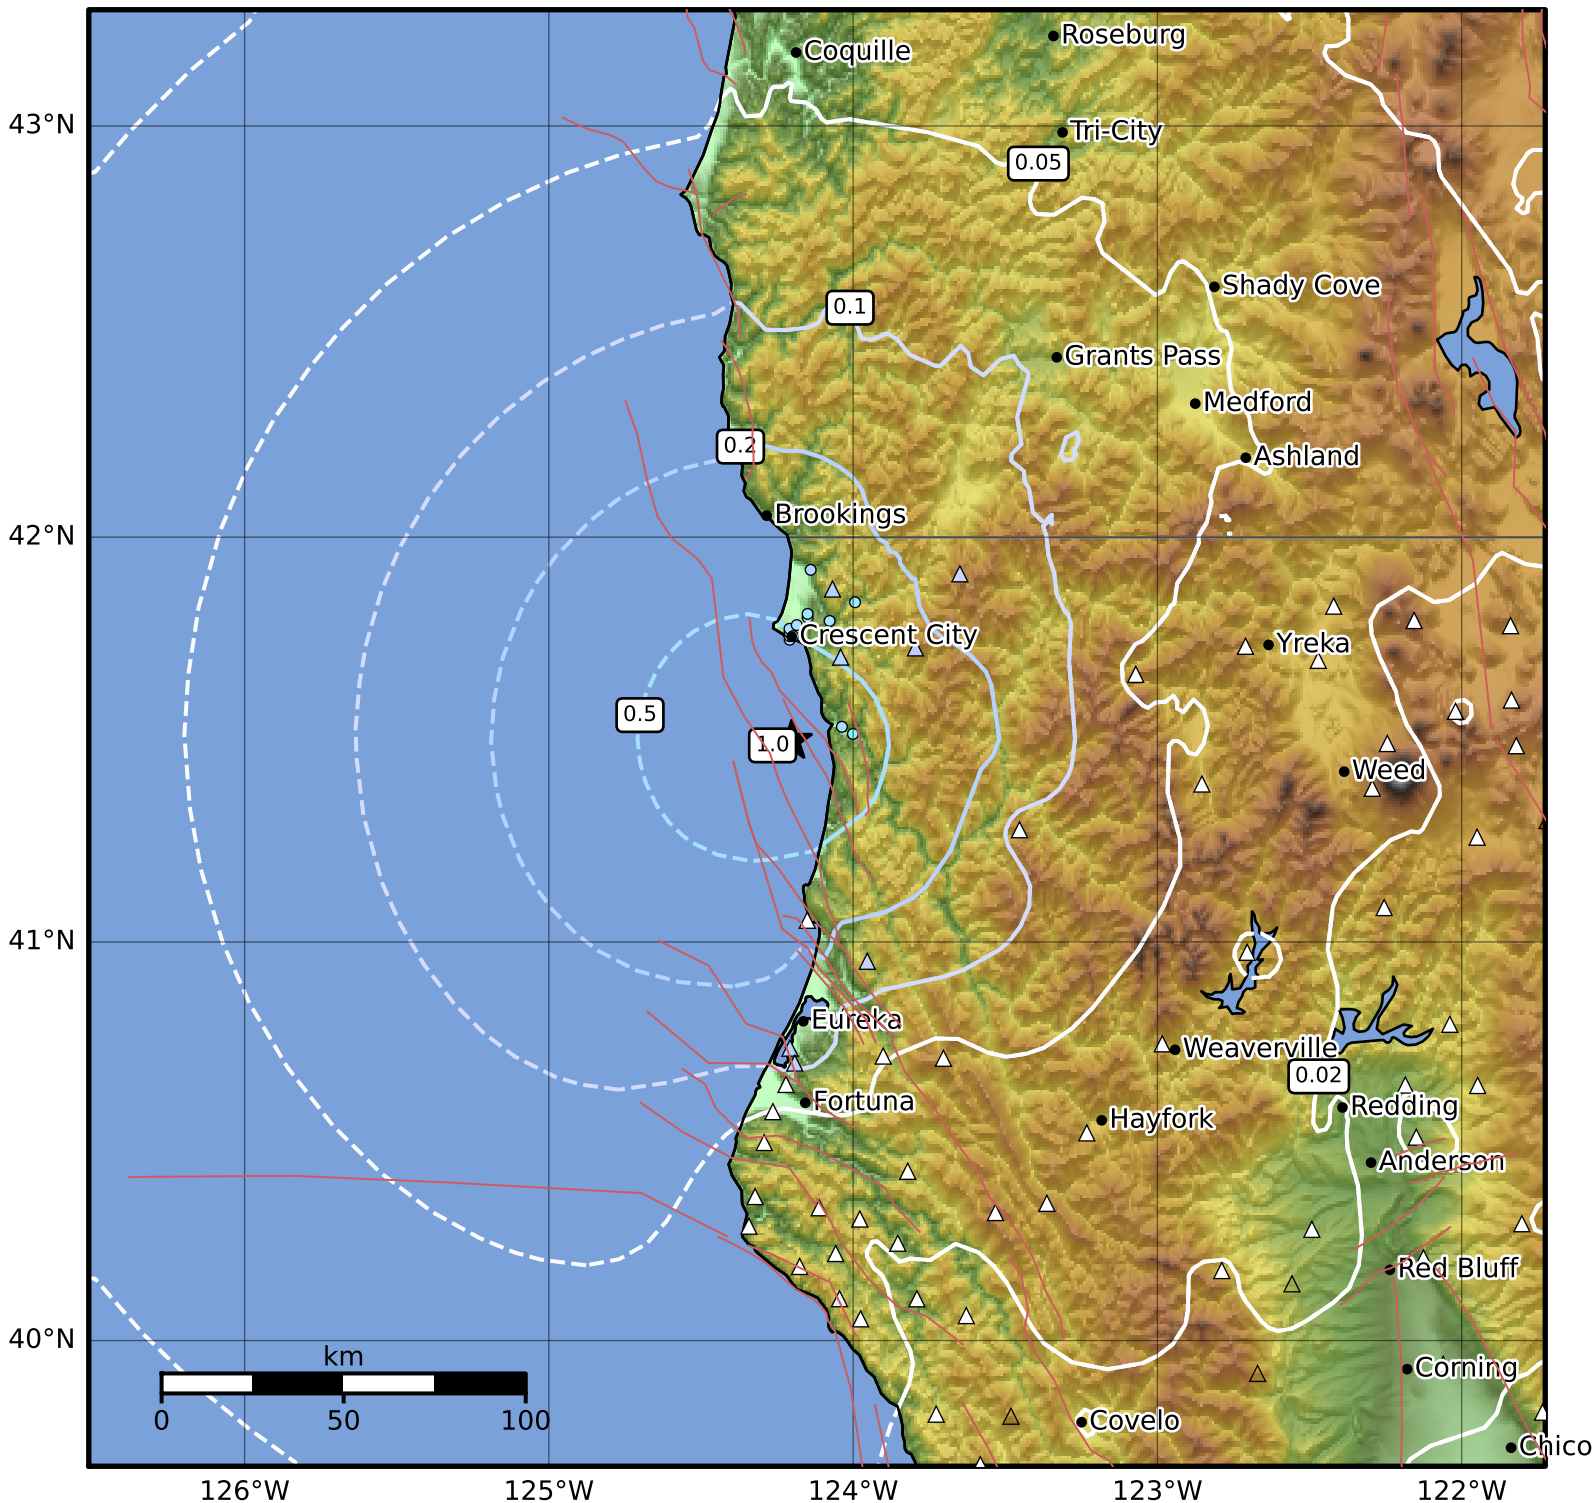 Coquille
Roseburg
43°N
Tri-City
0.05
Shady Cove
0.1
Grants Pass
Medford
0.2
Ashland
Brookings
42°N
Crescent City
Yreka
0.5
1.0
Weed
41°N
Eureka
Weaverville
0.02
Fortuna
Redding
Hayfork
Anderson
Red Bluff
40°N
km
Corning
0 50 100
Covelo
Chico
126°W 125°W 124°W 123°W 122°W